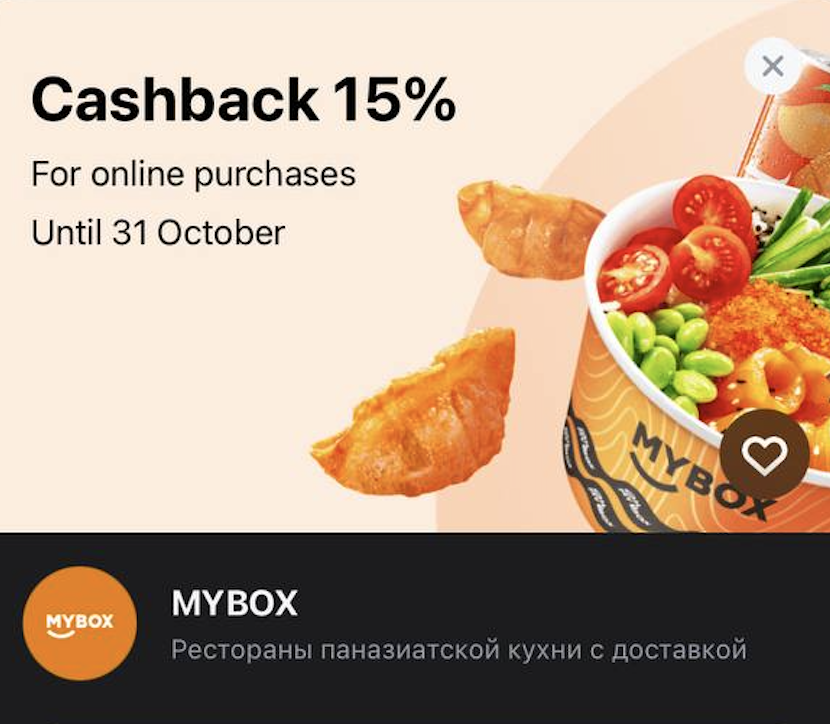 Cashback 15%
For online purchases
Until 31 October
MYBOX
MYBOX
MYBOX
Рестораны паназиатской кухни с доставкой